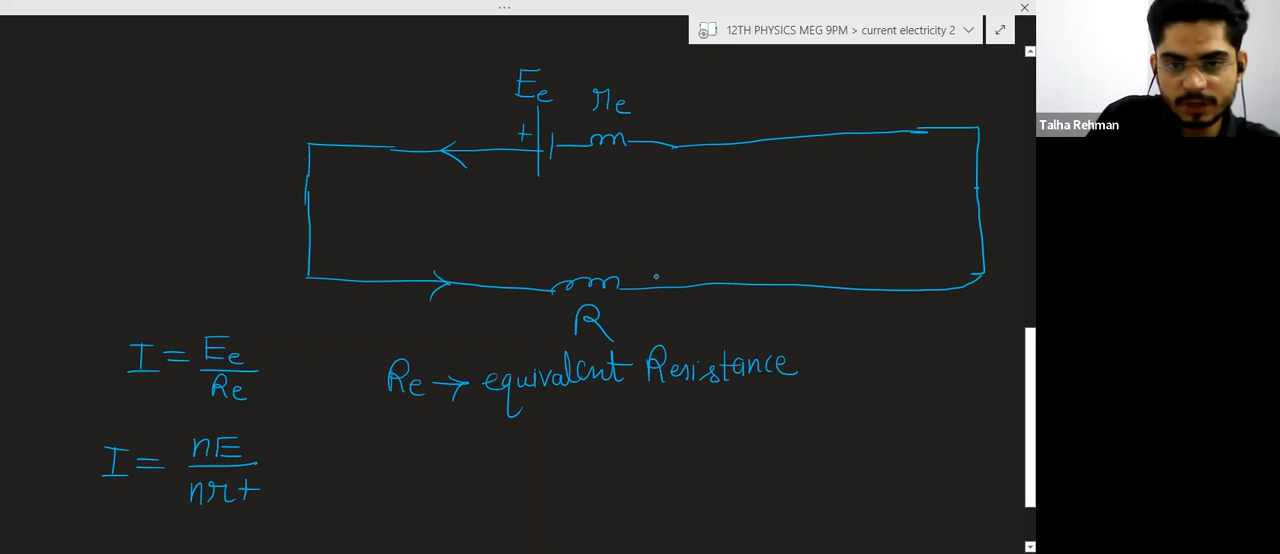 12TH PHYSICS MEG 9PM > current electricity 2
Talha Rehman
Ee
re
+
R
I = Ee / Re
Re → equivalent Resistance
I = nE / nr +